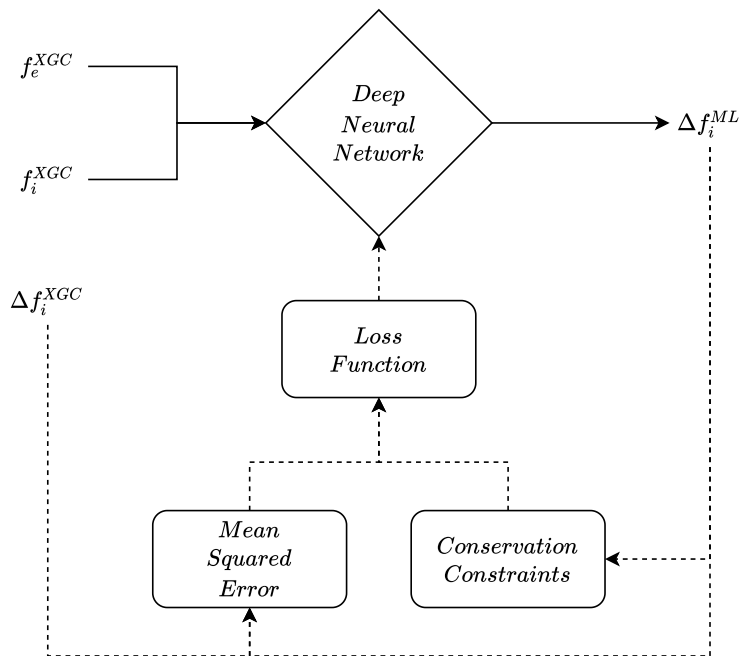 f_e^{XGC}
Deep
Neural
Network
Δf_i^{ML}
f_i^{XGC}
Δf_i^{XGC}
Loss
Function
Mean
Squared
Error
Conservation
Constraints